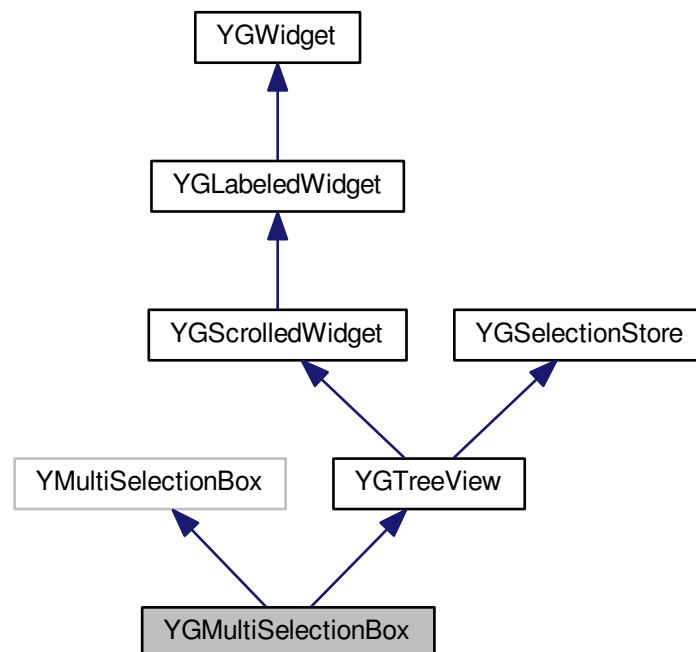 YGWidget
YGLabeledWidget
YGScrolledWidget
YGSelectionStore
YMultiSelectionBox
YGTreeView
YGMultiSelectionBox